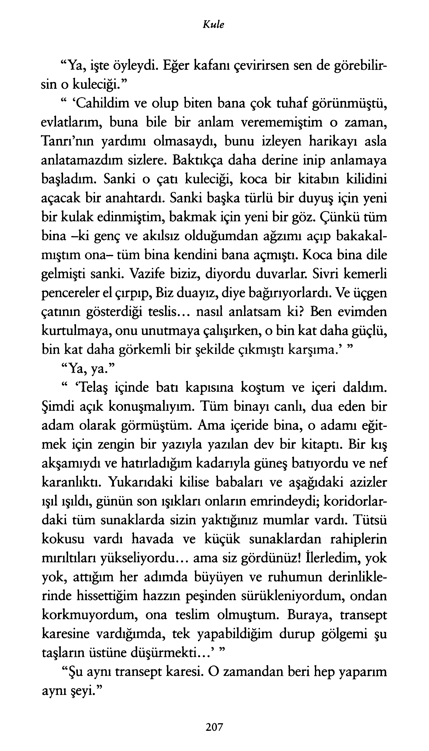 Kule
“Ya, işte öyleydi. Eğer kafanı çevirirsen sen de görebilir-
sin o kuleciği.”
“ ‘Cahildim ve olup biten bana çok tuhaf görünmüştü,
evlatlarım, buna bile bir anlam verememiştim o zaman,
Tanrı’nın yardımı olmasaydı, bunu izleyen harikayı asla
anlatamazdım sizlere. Baktıkça daha derine inip anlamaya
başladım. Sanki o çatı kuleciği, koca bir kitabın kilidini
açacak bir anahtardı. Sanki başka türlü bir duyuş için yeni
bir kulak edinmiştim, bakmak için yeni bir göz. Çünkü tüm
bina –ki genç ve akılsız olduğumdan ağzımı açıp bakakal-
mıştım ona– tüm bina kendini bana açmıştı. Koca bina dile
gelmişti sanki. Vazife biziz, diyordu duvarlar. Sivri kemerli
pencereler el çırpıp, Biz duayız, diye bağırıyorlardı. Ve üçgen
çatının gösterdiği teslis... nasıl anlatsam ki? Ben evimden
kurtulmaya, onu unutmaya çalışırken, o bin kat daha güçlü,
bin kat daha görkemli bir şekilde çıkmıştı karşıma.’ ”
“Ya, ya.”
“ ‘Telaş içinde batı kapısına koştum ve içeri daldım.
Şimdi açık konuşmalıyım. Tüm binayı canlı, dua eden bir
adam olarak görmüştüm. Ama içeride bina, o adamı eğit-
mek için zengin bir yazıyla yazılan dev bir kitaptı. Bir kış
akşamıydı ve hatırladığım kadarıyla güneş batıyordu ve nef
karanlıktı. Yukarıdaki kilise babaları ve aşağıdaki azizler
ışıl ışıldı, günün son ışıkları onların emrindeydi; koridorlar-
daki tüm sunaklarda sizin yaktığınız mumlar vardı. Tütsü
kokusu vardı havada ve küçük sunaklardan rahiplerin
mırıltıları yükseliyordu... ama siz gördünüz! İlerledim, yok
yok, attığım her adımda büyüyen ve ruhumun derinlikle-
rinde hissettiğim hazzın peşinden sürükleniyordum, ondan
korkmuyordum, ona teslim olmuştum. Buraya, transept
karesine vardığımda, tek yapabildiğim durup gölgemi şu
taşların üstüne düşürmekti...’ ”
“Şu aynı transept karesi. O zamandan beri hep yaparım
aynı şeyi.”
207